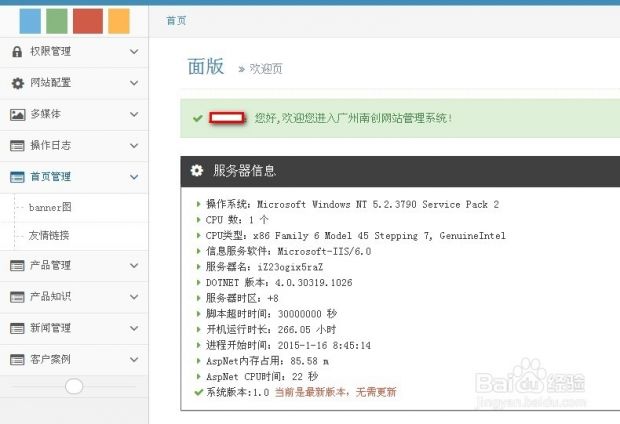 首页
权限管理
网站配置
多媒体
操作日志
首页管理
banner图
友情链接
产品管理
产品知识
新闻管理
客户案例
面版 » 欢迎页
您好,欢迎您进入广州南创网站管理系统!
服务器信息
操作系统: Microsoft Windows NT 5.2.3790 Service Pack 2
CPU 数: 1 个
CPU类型: x86 Family 6 Model 45 Stepping 7, GenuineIntel
信息服务软件: Microsoft-IIS/6.0
服务器名: iZ23ogix5raZ
DOTNET 版本: 4.0.30319.1026
服务器时区: +8
脚本超时时间: 30000000 秒
开机运行时长: 266.05 小时
进程开始时间: 2015-1-16 8:45:14
AspNet内存占用: 85.58 m
AspNet CPU时间: 22 秒
系统版本:1.0 当前是最新版本，无需更新
Baidu 经验
jingyan.baidu.com